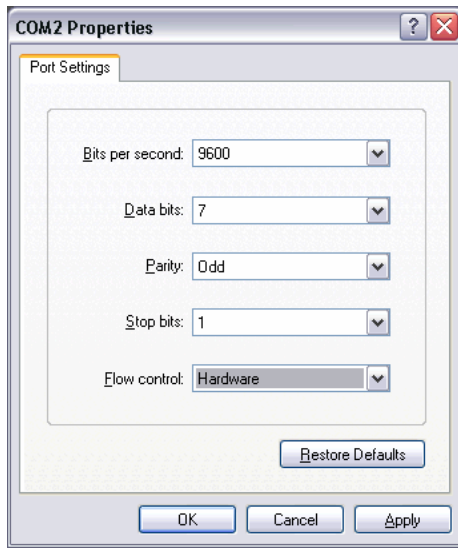 COM2 Properties
Port Settings
Bits per second: 9600
Data bits: 7
Parity: Odd
Stop bits: 1
Flow control: Hardware
Restore Defaults
OK Cancel Apply